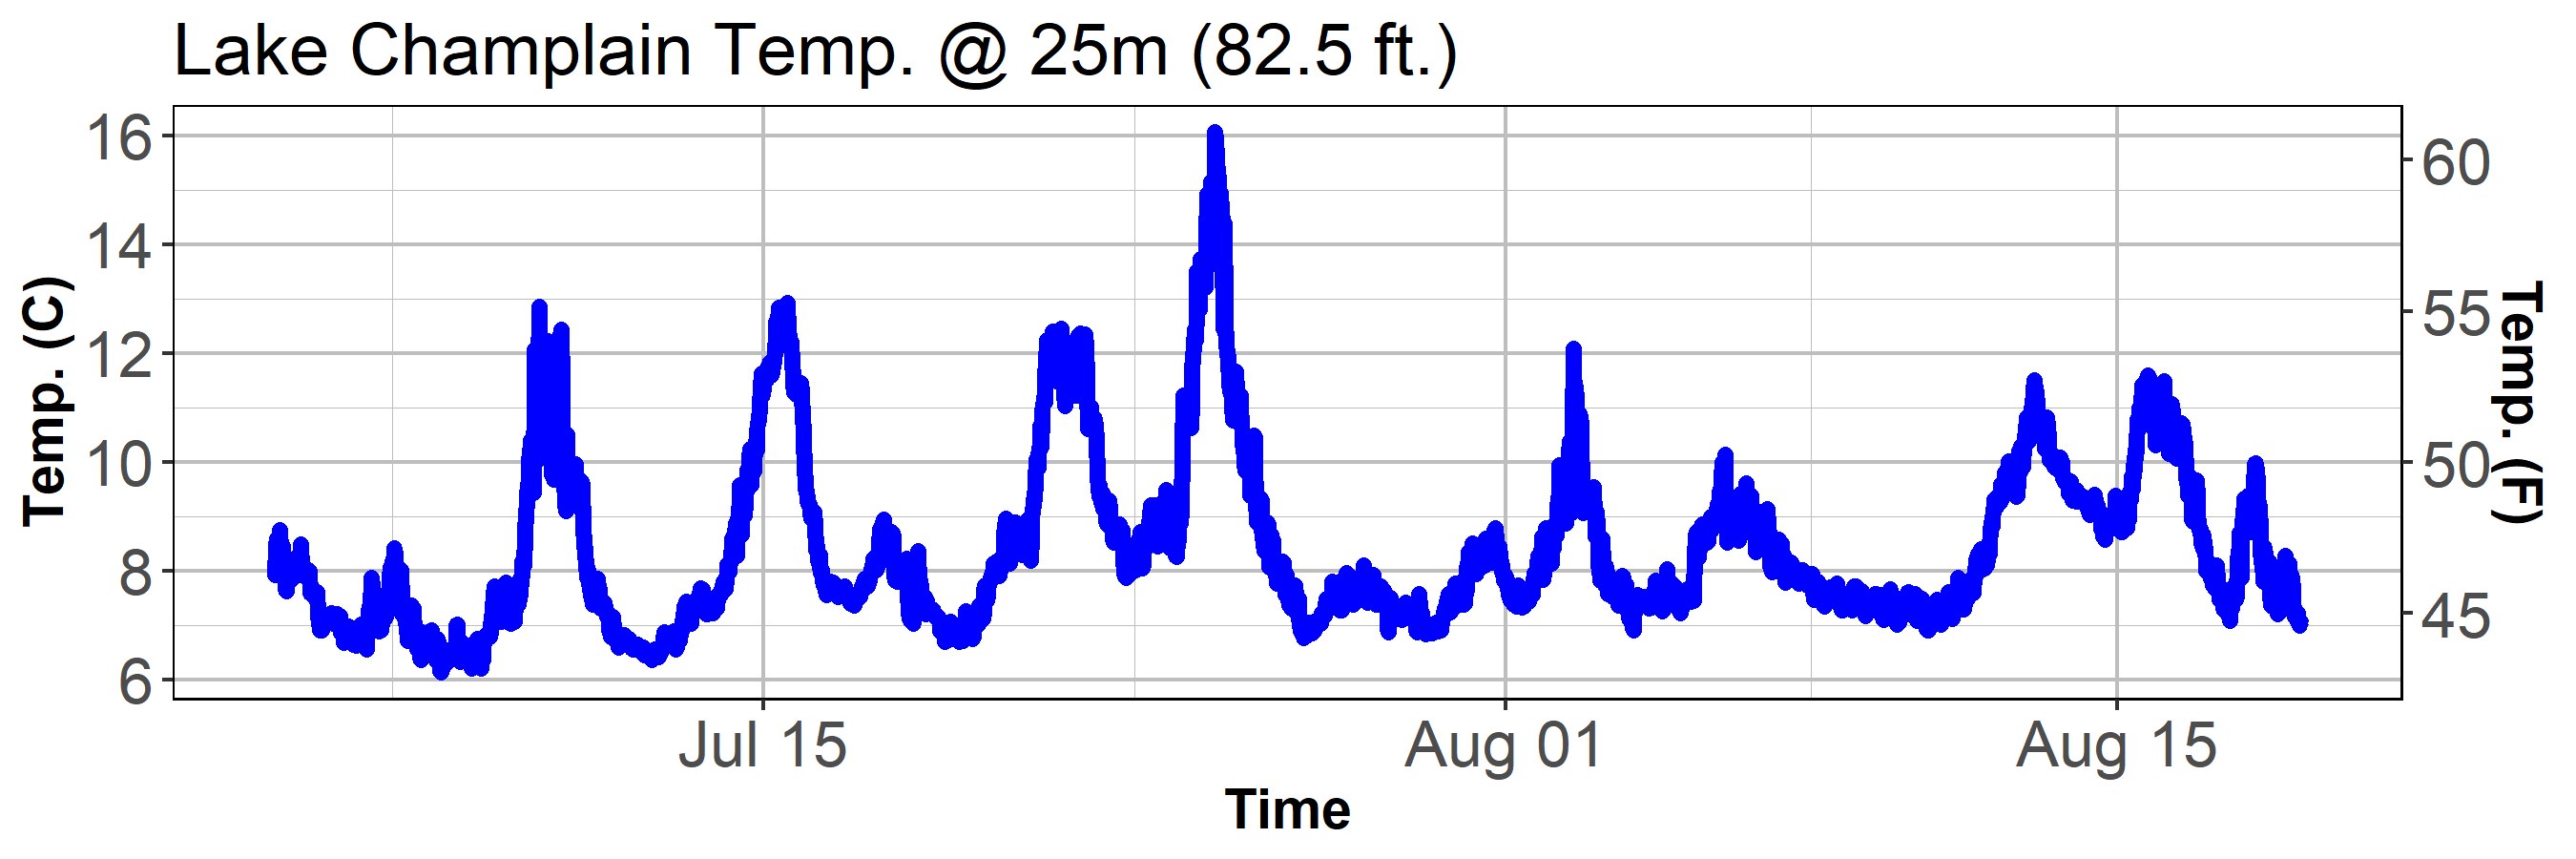 Lake Champlain Temp. @ 25m (82.5 ft.)
16
14
12
10
8
6
Temp. (C)
60
55
50
45
Temp. (F)
Jul 15
Aug 01
Aug 15
Time